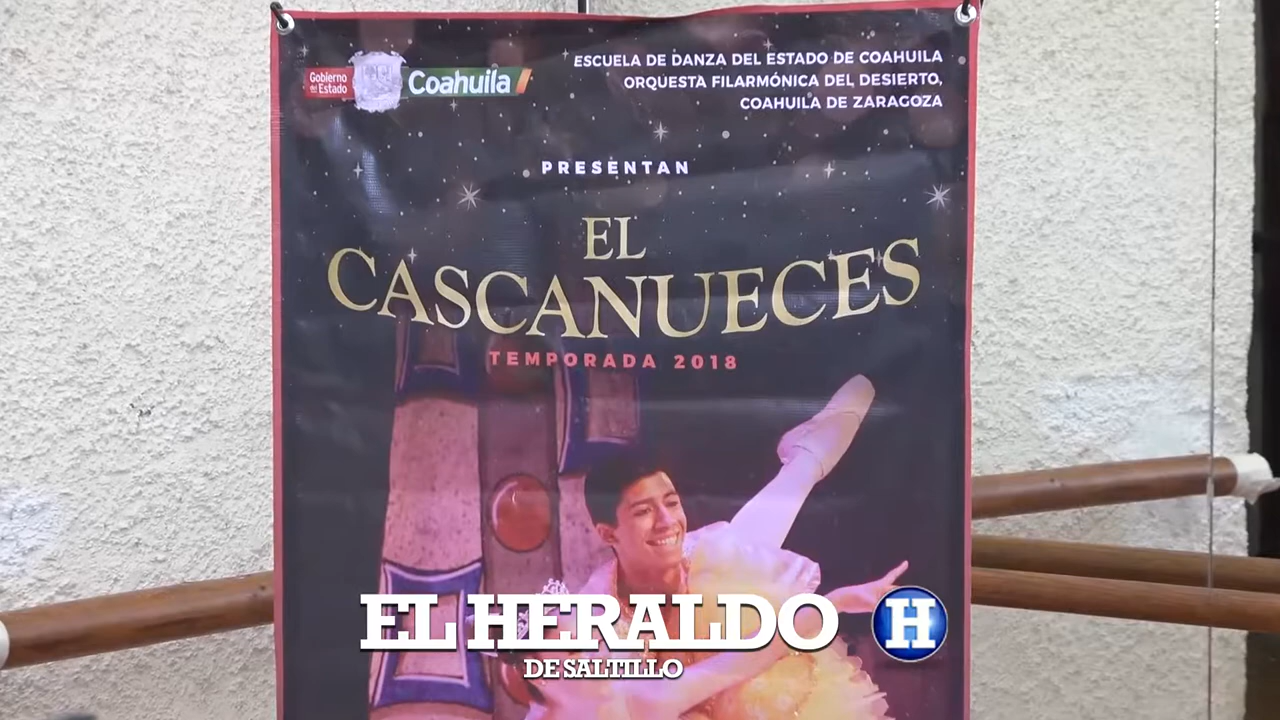 Gobierno
del Estado
Coahuila
ESCUELA DE DANZA DEL ESTADO DE COAHUILA
ORQUESTA FILARMÓNICA DEL DESIERTO,
COAHUILA DE ZARAGOZA
PRESENTAN
EL
CASCANUECES
TEMPORADA 2018
EL HERALDO
H
DE SALTILLO